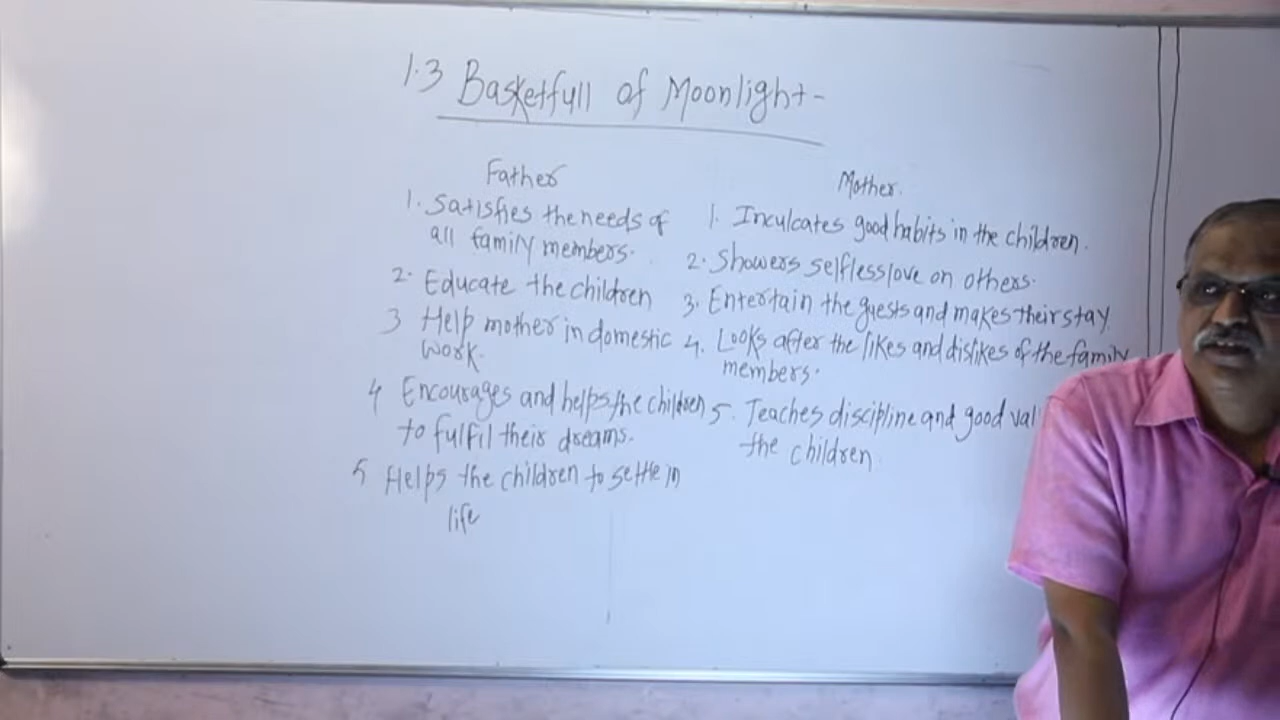 1.3 Basketfull of Moonlight-
Father
1. Satisfies the needs of
all family members.
2. Educate the children
3 Help mother in domestic
work.
4 Encourages and helps the children
to fulfil their dreams.
5 Helps the children to settle in
life
Mother.
1. Inculcates good habits in the children.
2. Showers selfless love on others.
3. Entertain the guests and makes their stay
4. Looks after the likes and dislikes of the family
members.
5. Teaches discipline and good val
the children